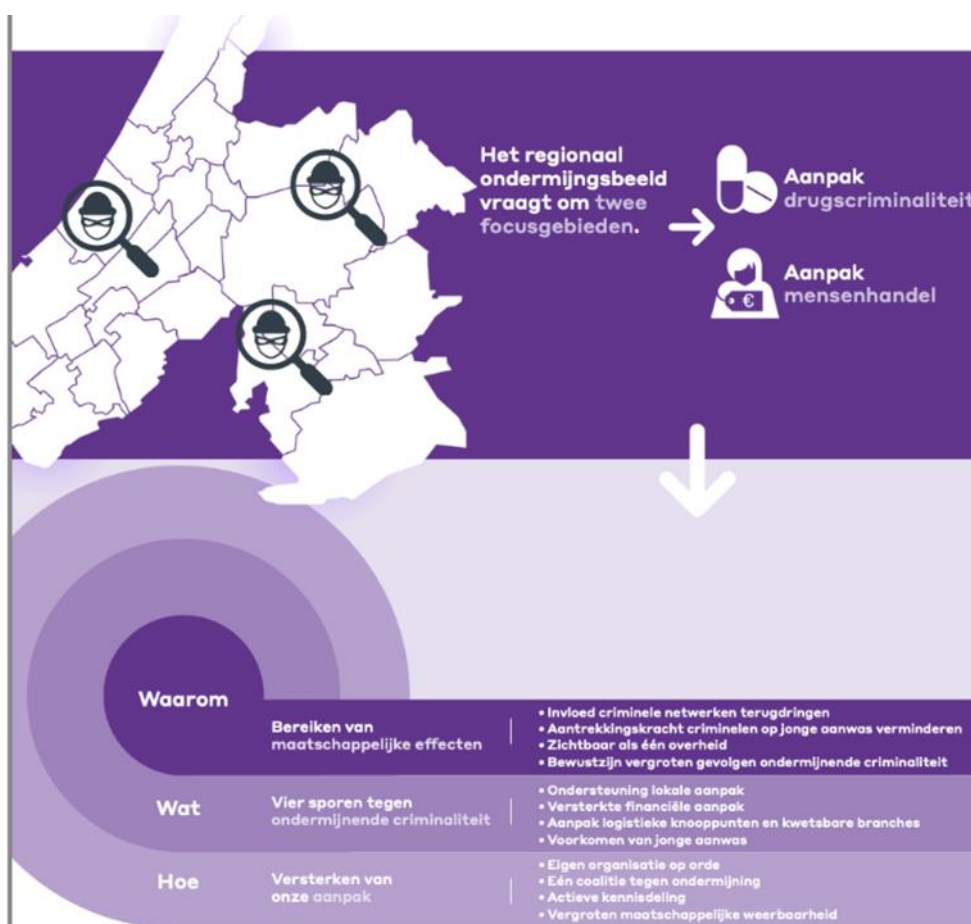 Het regionaal
ondermijngsbeeld
vraagt om twee
focusgebieden.
Aanpak
drugscriminaliteit
Aanpak
mensenhandel
€
Waarom
Bereiken van
maatschappelijke effecten
• Invloed criminele netwerken terugdringen
• Aantrekkingskracht criminelen op jonge aanwas verminderen
• Zichtbaar als één overheid
• Bewustzijn vergroten gevolgen ondermijnende criminaliteit
Wat
Vier sporen tegen
ondermijnende criminaliteit
• Ondersteuning lokale aanpak
• Versterkte financiële aanpak
• Aanpak logistieke knooppunten en kwetsbare branches
• Voorkomen van jonge aanwas
Hoe
Versterken van
onze aanpak
• Eigen organisatie op orde
• Eén coalitie tegen ondermijning
• Actieve kennisdeling
• Vergroten maatschappelijke weerbaarheid